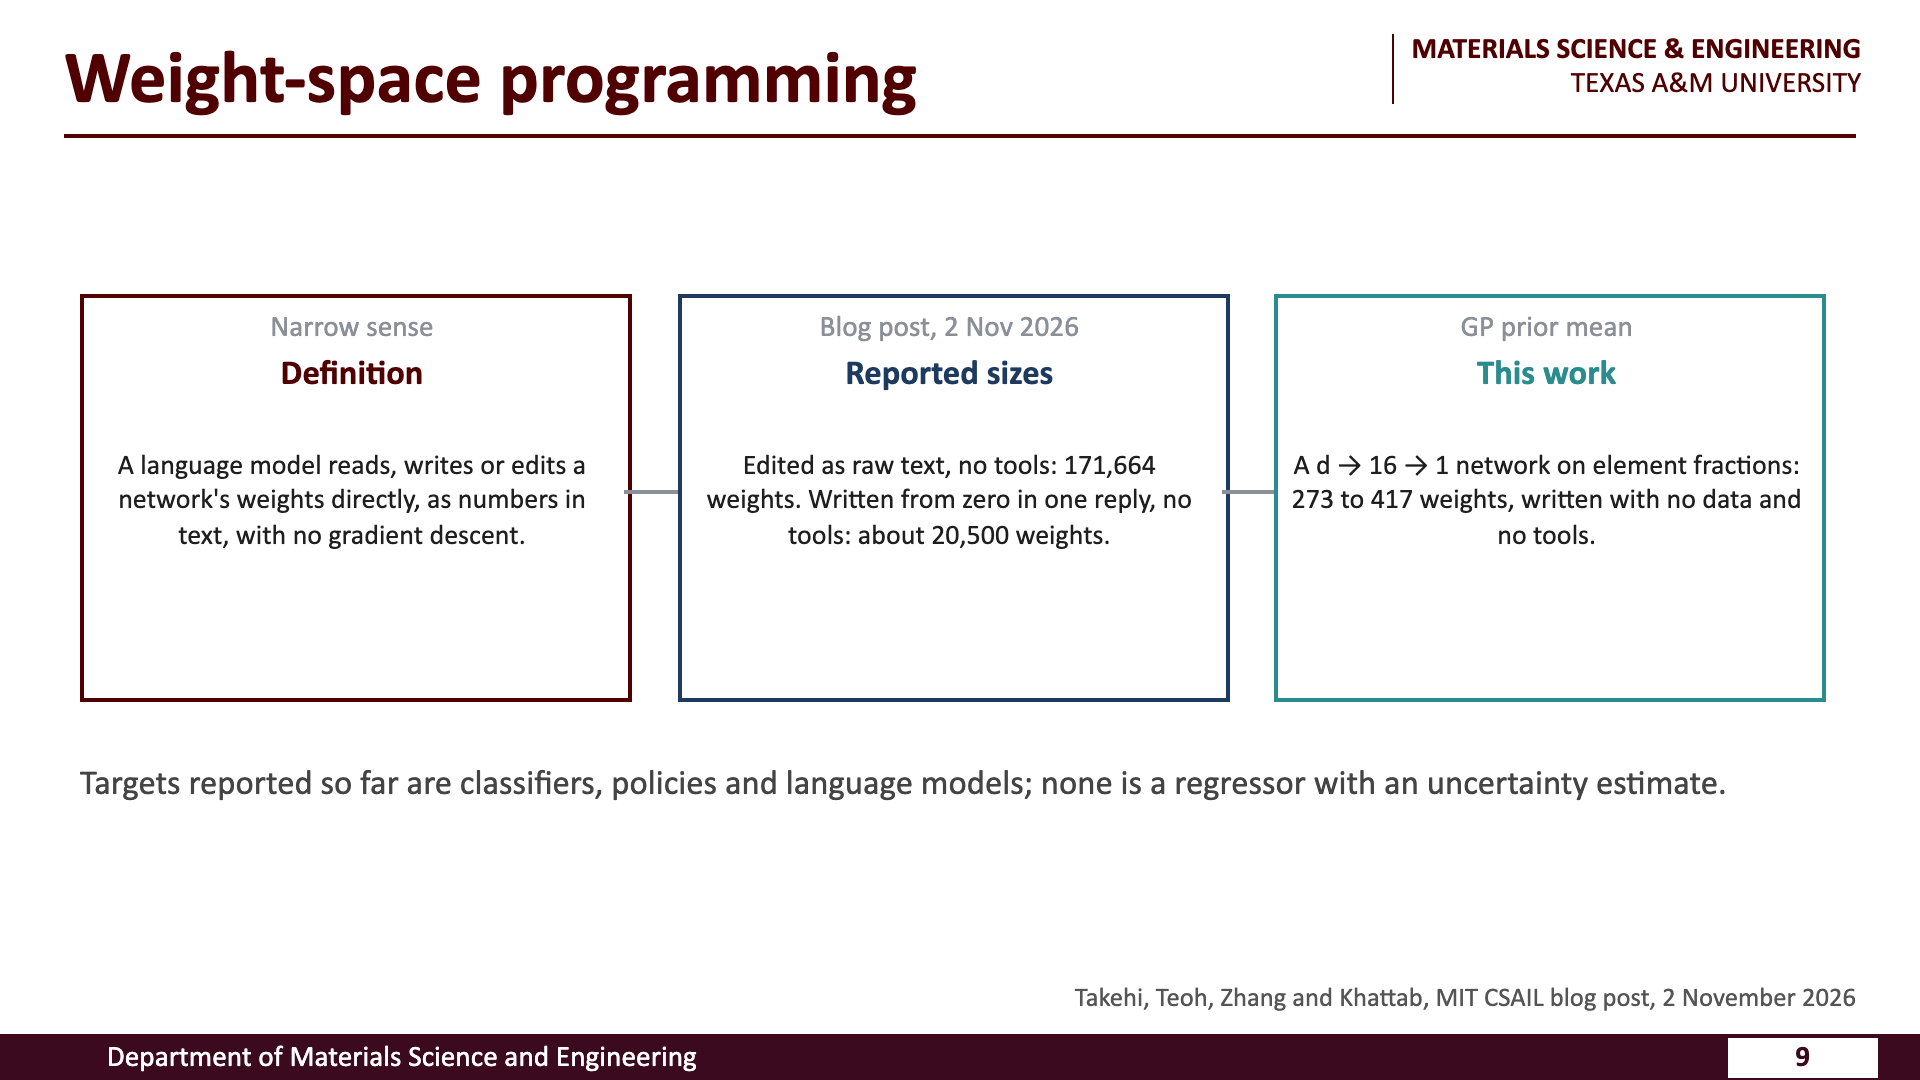 Weight-space programming
MATERIALS SCIENCE & ENGINEERING
TEXAS A&M UNIVERSITY
Narrow sense
Definition
A language model reads, writes or edits a
network's weights directly, as numbers in
text, with no gradient descent.
Blog post, 2 Nov 2026
Reported sizes
Edited as raw text, no tools: 171,664
weights. Written from zero in one reply, no
tools: about 20,500 weights.
GP prior mean
This work
A d → 16 → 1 network on element fractions:
273 to 417 weights, written with no data and
no tools.
Targets reported so far are classifiers, policies and language models; none is a regressor with an uncertainty estimate.
Takehi, Teoh, Zhang and Khattab, MIT CSAIL blog post, 2 November 2026
Department of Materials Science and Engineering
9